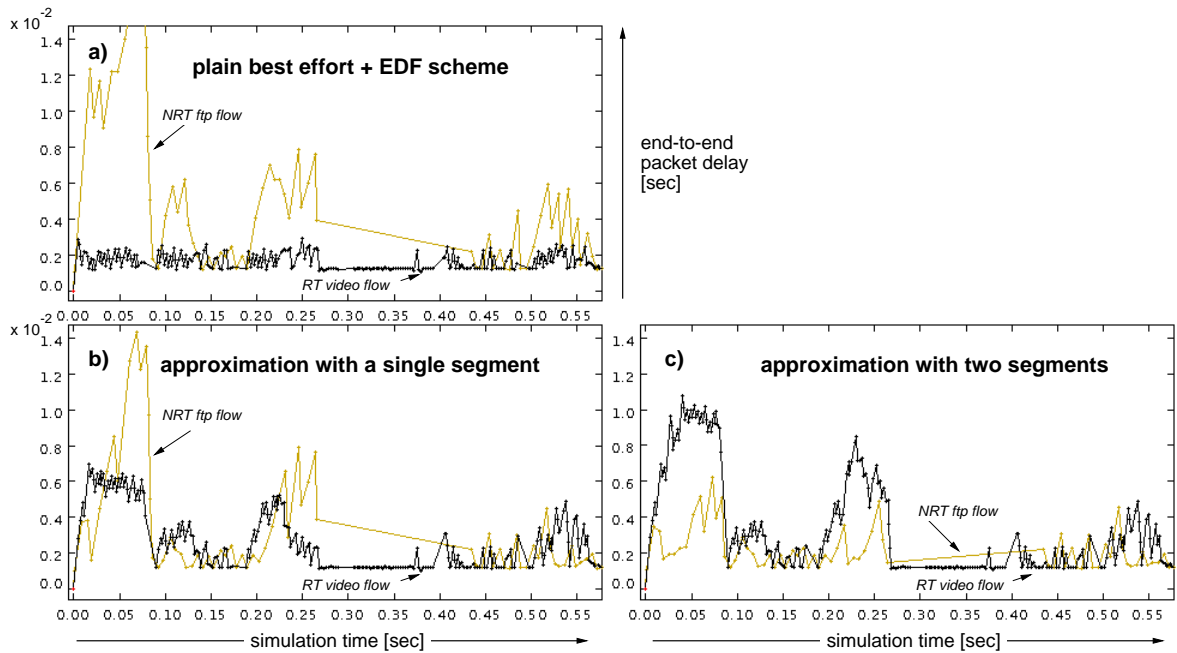 x 10-2
1.4
1.2
1.0
0.8
0.6
0.4
0.2
0.0
a)
plain best effort + EDF scheme
NRT ftp flow
RT video flow
0.00 0.05 0.10 0.15 0.20 0.25 0.30 0.35 0.40 0.45 0.50 0.55
end-to-end
packet delay
[sec]
x 10-2
1.4
1.2
1.0
0.8
0.6
0.4
0.2
0.0
b)
approximation with a single segment
NRT ftp flow
RT video flow
0.00 0.05 0.10 0.15 0.20 0.25 0.30 0.35 0.40 0.45 0.50 0.55
simulation time [sec]
1.4
1.2
1.0
0.8
0.6
0.4
0.2
0.0
c)
approximation with two segments
NRT ftp flow
RT video flow
0.00 0.05 0.10 0.15 0.20 0.25 0.30 0.35 0.40 0.45 0.50 0.55
simulation time [sec]